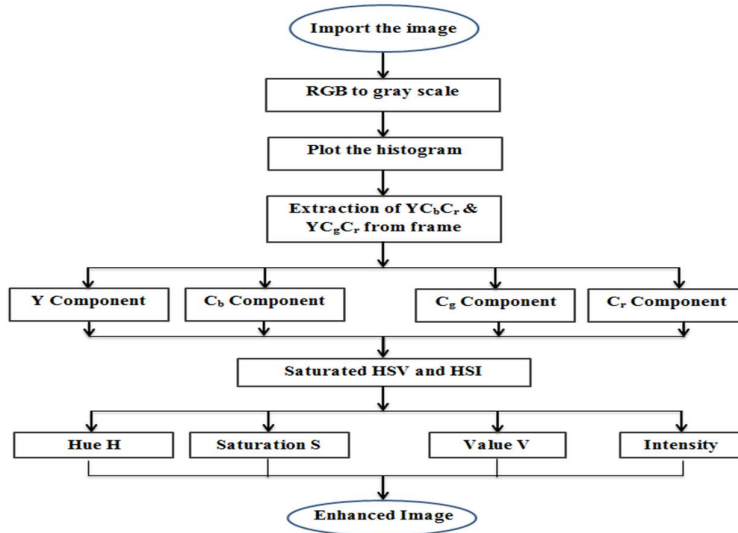 Import the image
RGB to gray scale
Plot the histogram
Extraction of YCbCr &
YCgCr from frame
Y Component
Cb Component
Cg Component
Cr Component
Saturated HSV and HSI
Hue H
Saturation S
Value V
Intensity
Enhanced Image